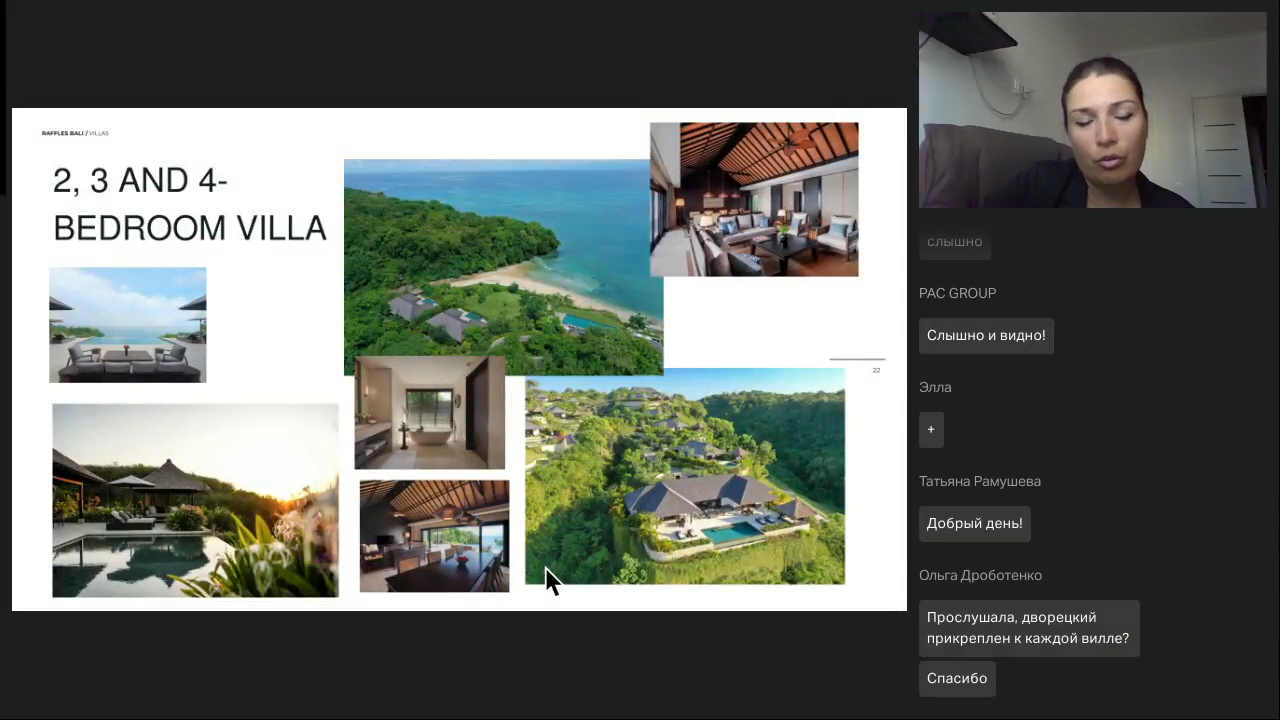 RAFFLES BALI / VILLAS
2, 3 AND 4-
BEDROOM VILLA
22
слышно
PAC GROUP
Слышно и видно!
Элла
+
Татьяна Рамушева
Добрый день!
Ольга Дроботенко
Прослушала, дворецкий
прикреплен к каждой вилле?
Спасибо